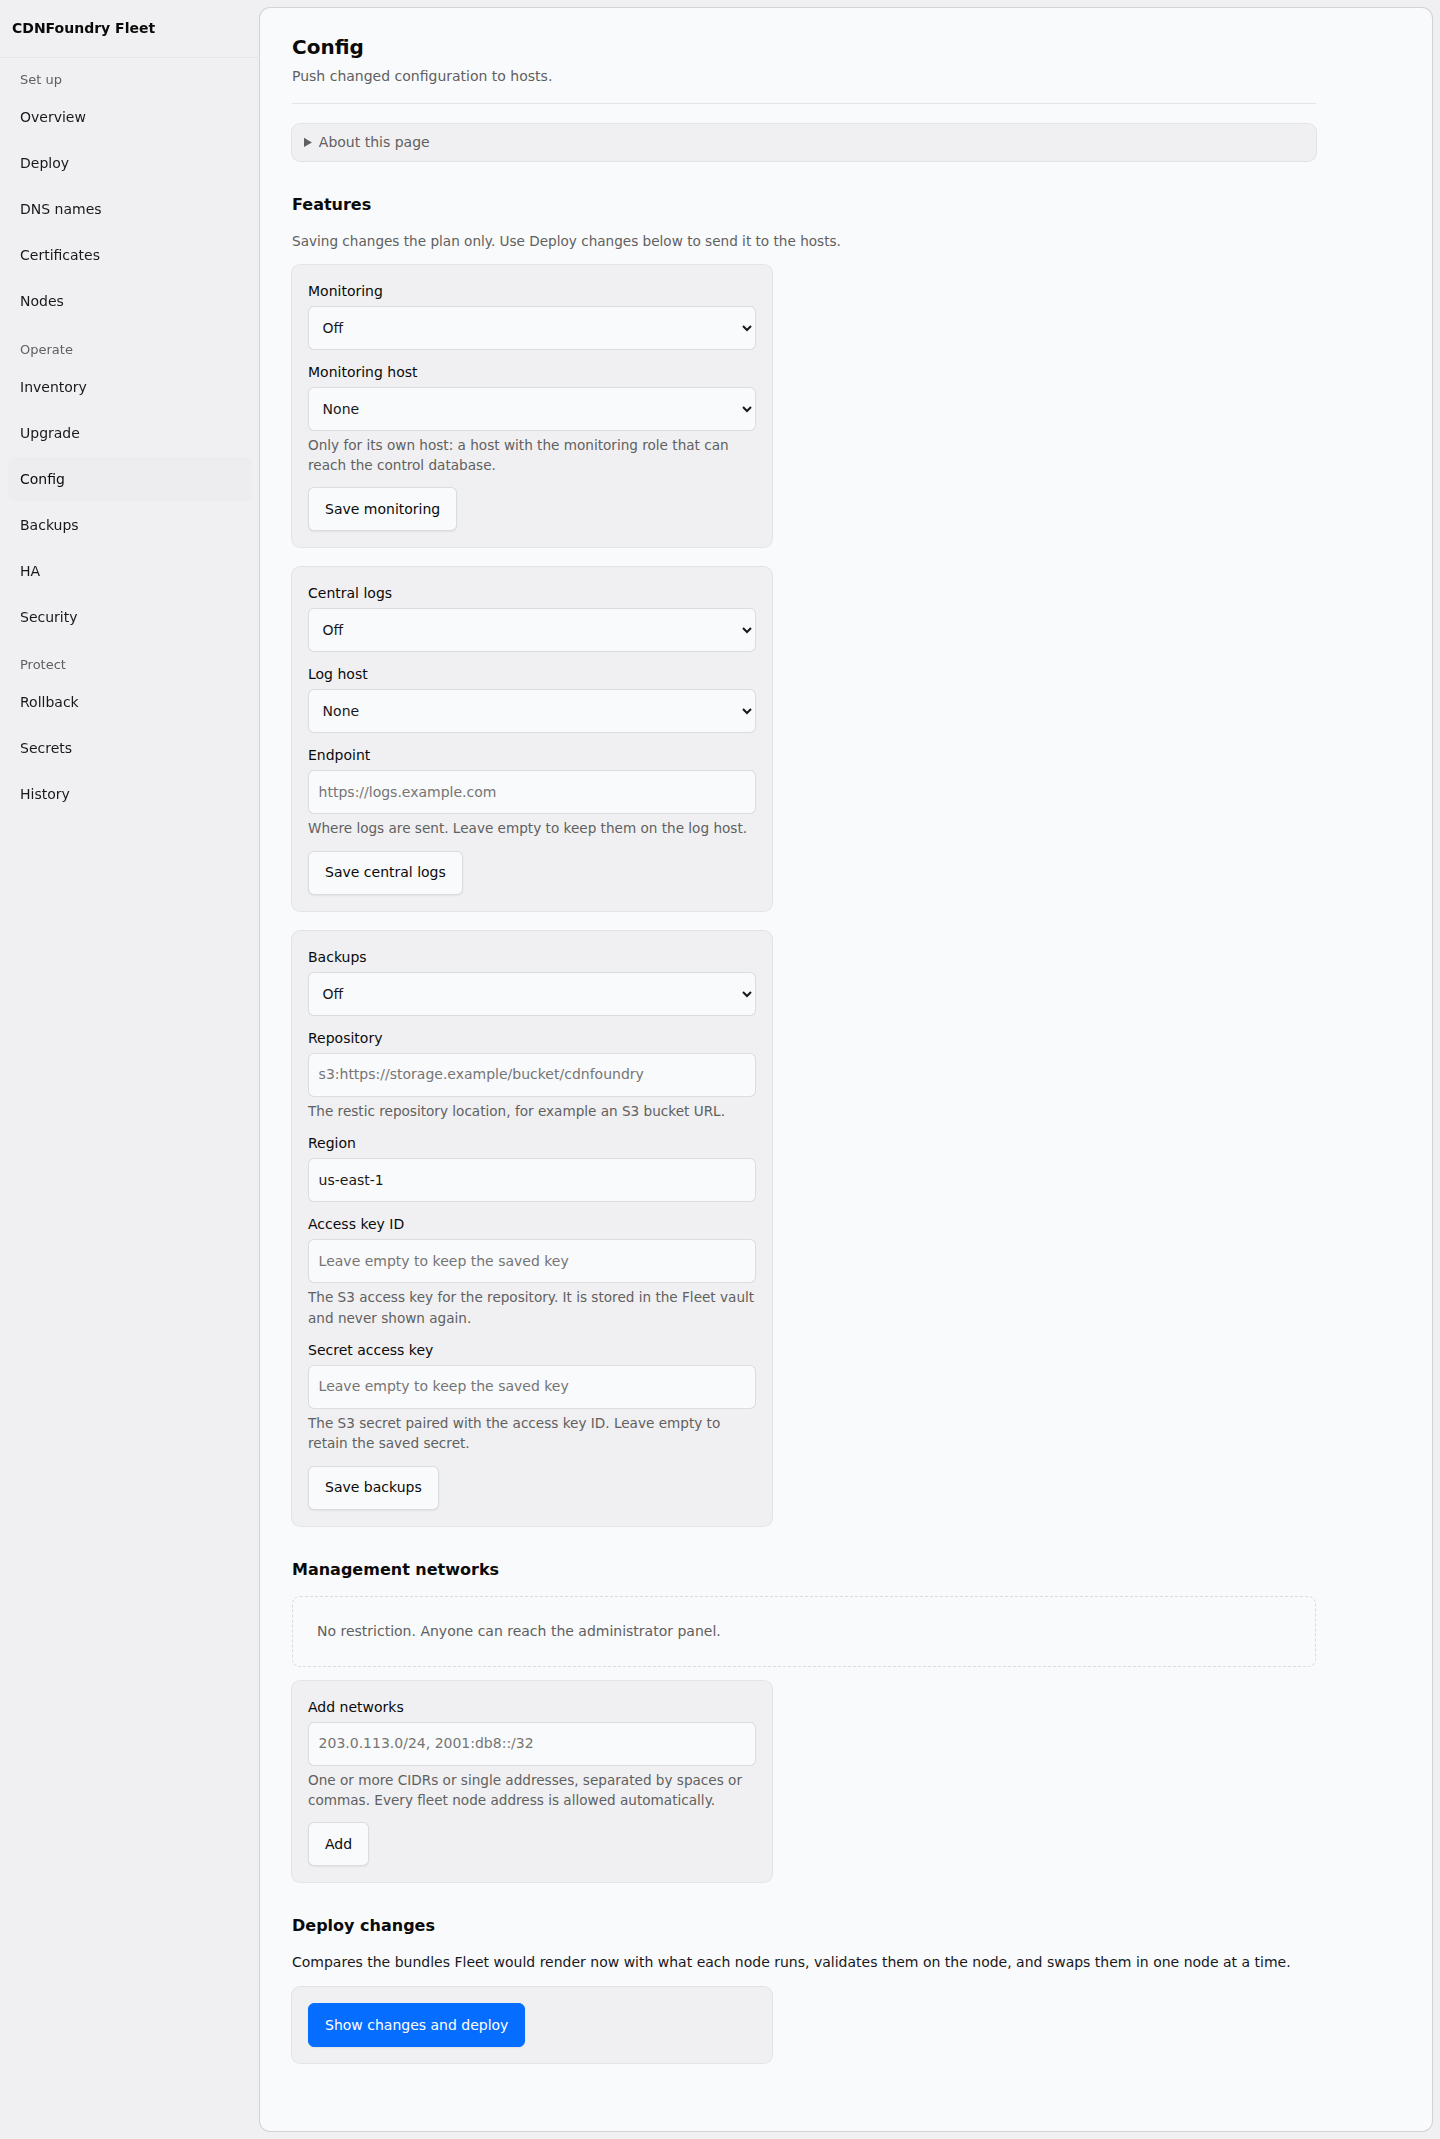 CDNFoundry Fleet
Set up
Overview
Deploy
DNS names
Certificates
Nodes
Operate
Inventory
Upgrade
Config
Backups
HA
Security
Protect
Rollback
Secrets
History
Config
Push changed configuration to hosts.
About this page
Features
Saving changes the plan only. Use Deploy changes below to send it to the hosts.
Monitoring
Off
Monitoring host
None
Only for its own host: a host with the monitoring role that can
reach the control database.
Save monitoring
Central logs
Off
Log host
None
Endpoint
https://logs.example.com
Where logs are sent. Leave empty to keep them on the log host.
Save central logs
Backups
Off
Repository
s3:https://storage.example/bucket/cdnfoundry
The restic repository location, for example an S3 bucket URL.
Region
us-east-1
Access key ID
Leave empty to keep the saved key
The S3 access key for the repository. It is stored in the Fleet vault
and never shown again.
Secret access key
Leave empty to keep the saved key
The S3 secret paired with the access key ID. Leave empty to
retain the saved secret.
Save backups
Management networks
No restriction. Anyone can reach the administrator panel.
Add networks
203.0.113.0/24, 2001:db8::/32
One or more CIDRs or single addresses, separated by spaces or
commas. Every fleet node address is allowed automatically.
Add
Deploy changes
Compares the bundles Fleet would render now with what each node runs, validates them on the node, and swaps them in one node at a time.
Show changes and deploy